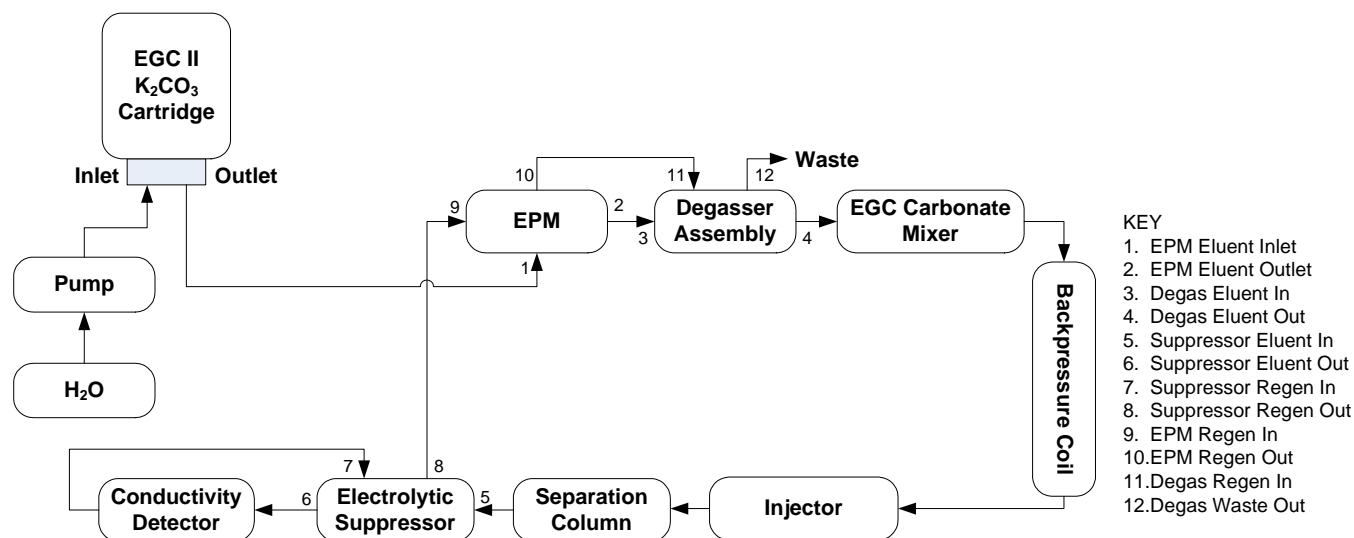 EGC II
K₂CO₃
Cartridge
Inlet
Outlet
Pump
H₂O
10
9
EPM
2
1
11
12
Waste
3
Degasser
Assembly
4
EGC Carbonate
Mixer
Backpressure Coil
7
8
Conductivity
Detector
6
Electrolytic
Suppressor
5
Separation
Column
Injector
KEY
1. EPM Eluent Inlet
2. EPM Eluent Outlet
3. Degas Eluent In
4. Degas Eluent Out
5. Suppressor Eluent In
6. Suppressor Eluent Out
7. Suppressor Regen In
8. Suppressor Regen Out
9. EPM Regen In
10.EPM Regen Out
11.Degas Regen In
12.Degas Waste Out